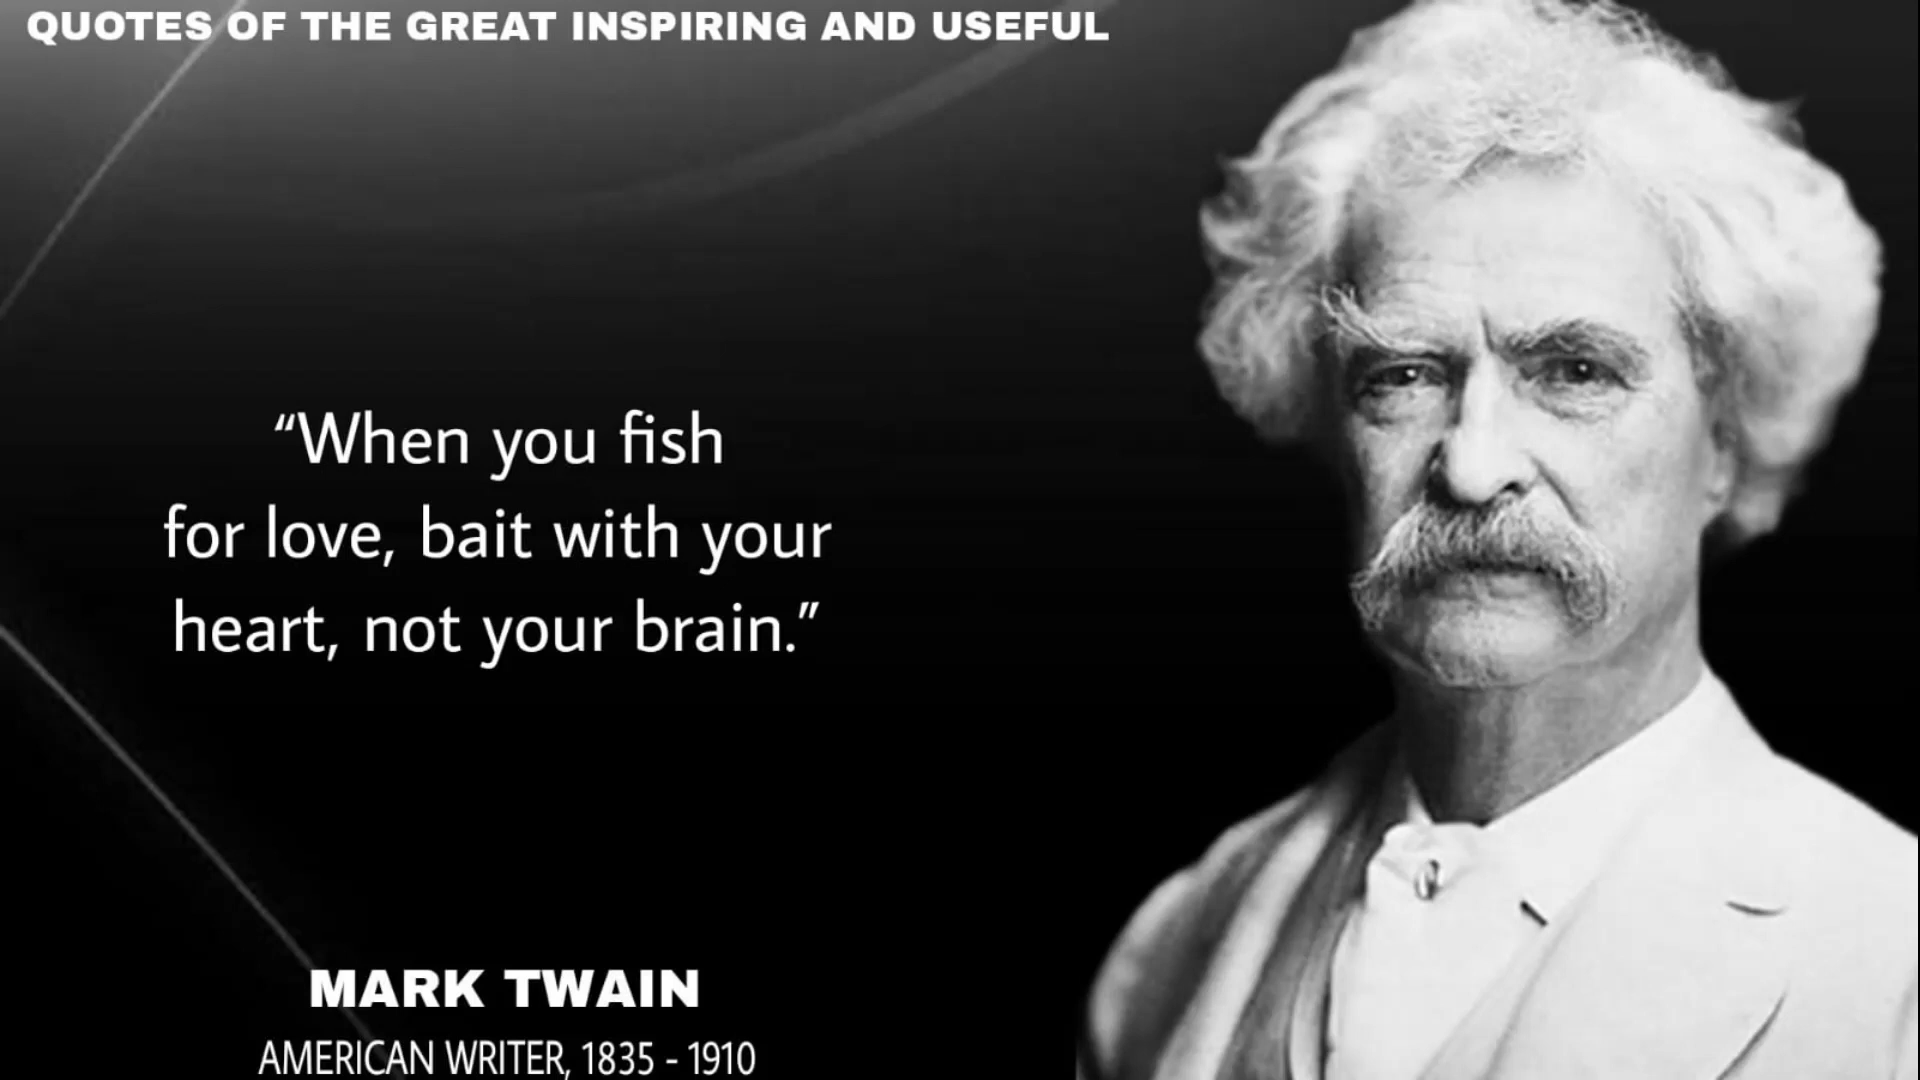 QUOTES OF THE GREAT INSPIRING AND USEFUL
“When you fish
for love, bait with your
heart, not your brain.”
MARK TWAIN
AMERICAN WRITER, 1835 - 1910